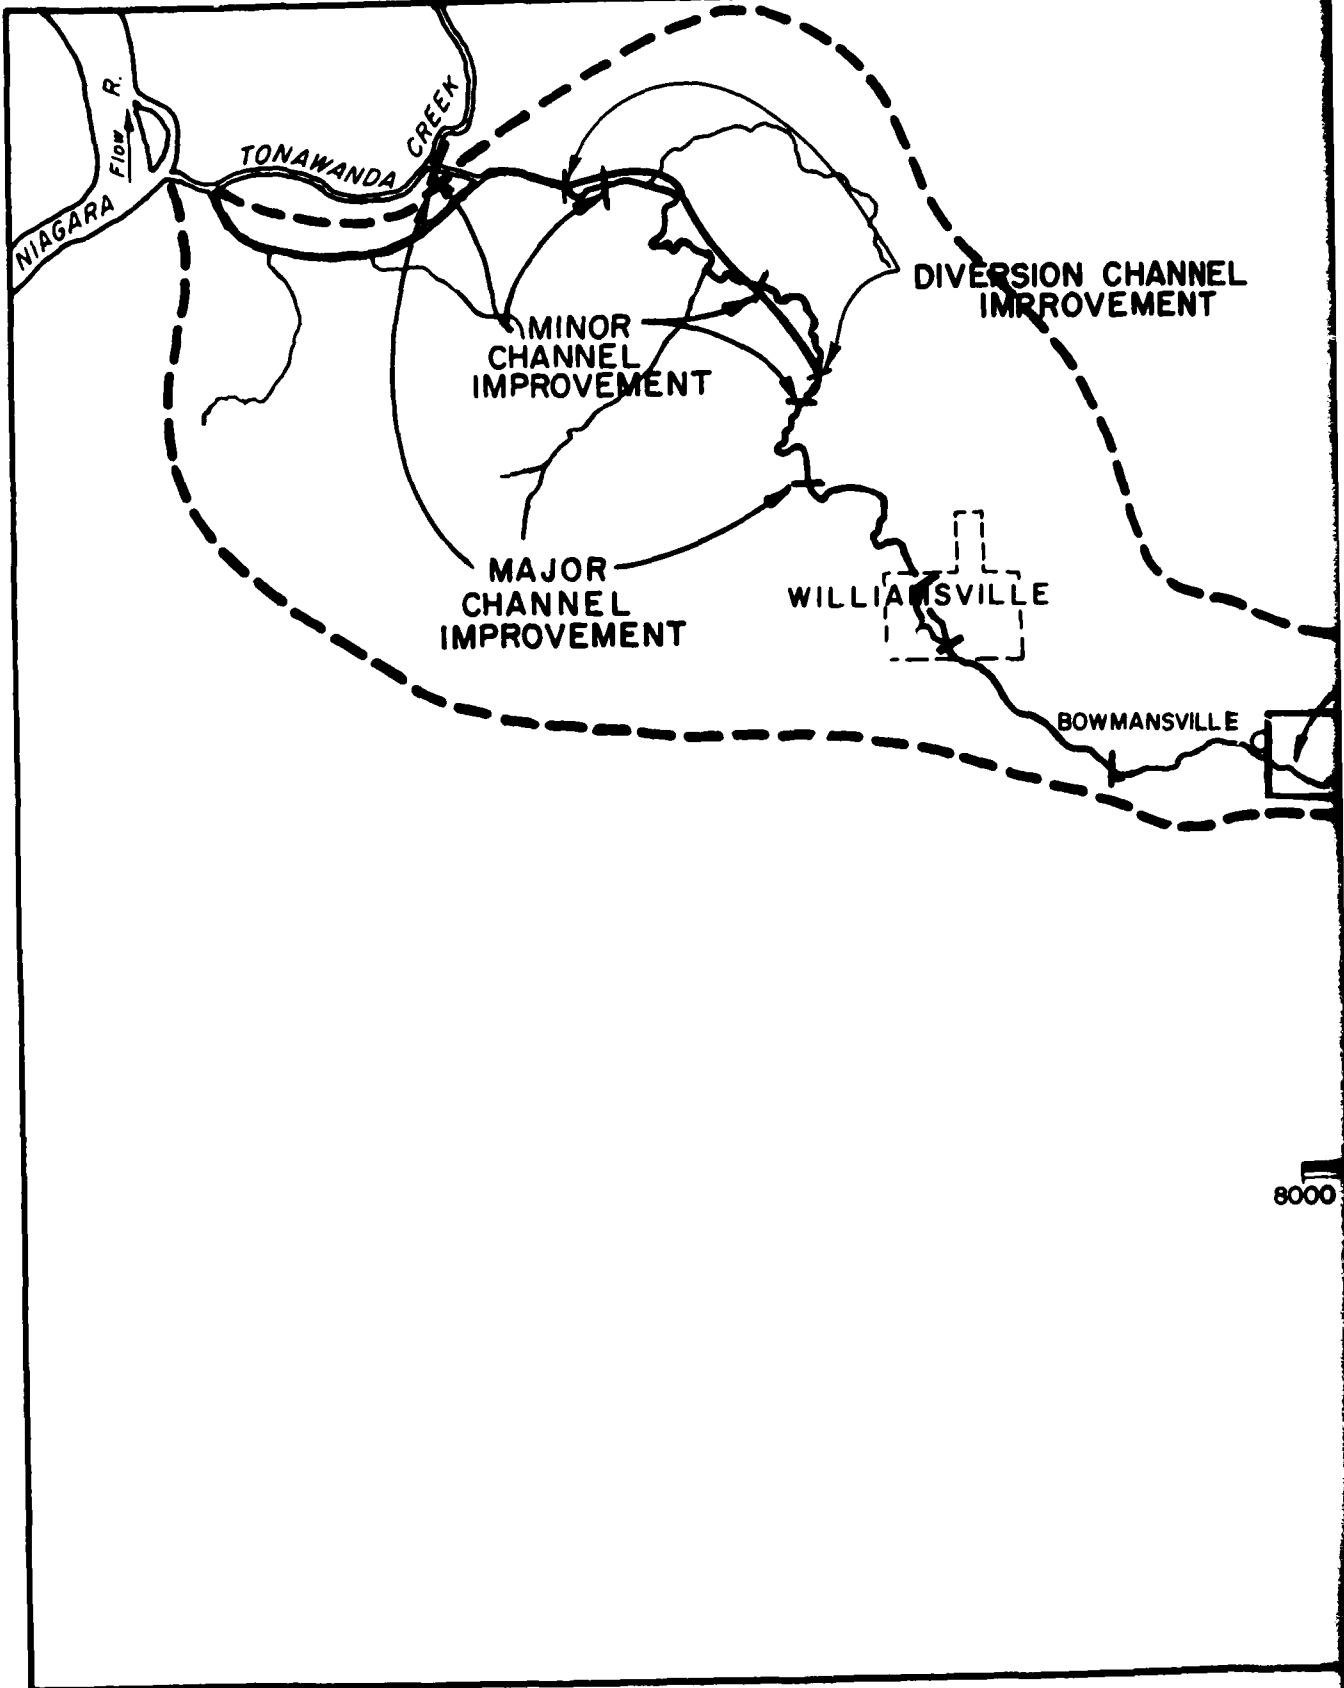 NIAGARA R.
Flow
TONAWANDA CREEK
DIVERSION CHANNEL
IMPROVEMENT
MINOR
CHANNEL
IMPROVEMENT
MAJOR
CHANNEL
IMPROVEMENT
WILLIAMSVILLE
BOWMANSVILLE
8000